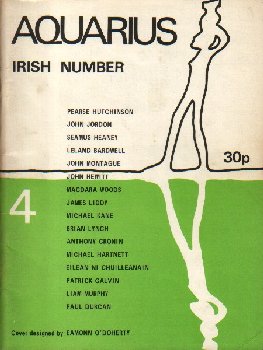 AQUARIUS
IRISH NUMBER
PEARSE HUTCHINSON
JOHN JORDON
SEAMUS HEANEY
LELAND BARDWELL
JOHN MONTAGUE
30p
JOHN HEWITT
MACDARA WOODS
JAMES LIDDY
4
MICHAEL KANE
BRIAN LYNCH
ANTHONY CRONIN
MICHAEL HARTNETT
EILEAN NI CHUILLEANAIN
PATRICK GALVIN
LIAM MURPHY
PAUL DURCAN
Cover designed by EAMONN O'DOHERTY